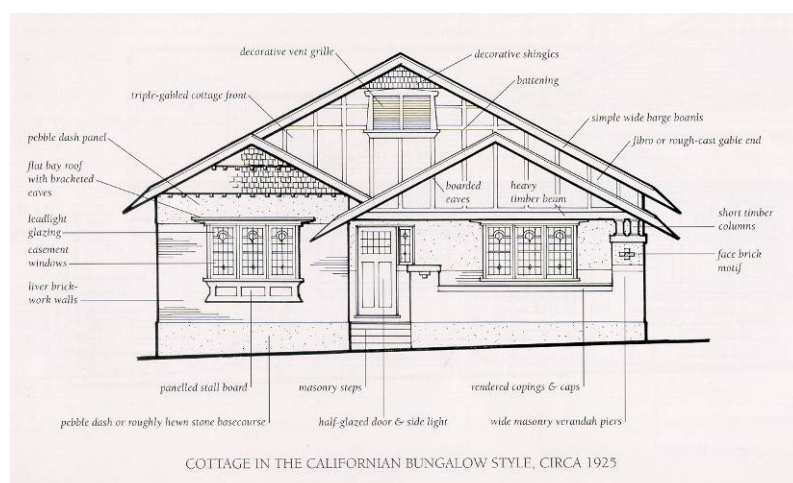 decorative vent grille
decorative shingles
battening
triple-gabled cottage front
simple wide barge boards
pebble dash panel
fibro or rough-cast gable end
flat bay roof
with bracketed
eaves
boarded
eaves
heavy
timber beam
leadlight
glazing
short timber
columns
casement
windows
face brick
motif
liver brick-
work walls
panelled stall board
masonry steps
rendered copings & caps
pebble dash or roughly hewn stone basecourse
half-glazed door & side light
wide masonry verandah piers
COTTAGE IN THE CALIFORNIAN BUNGALOW STYLE, CIRCA 1925